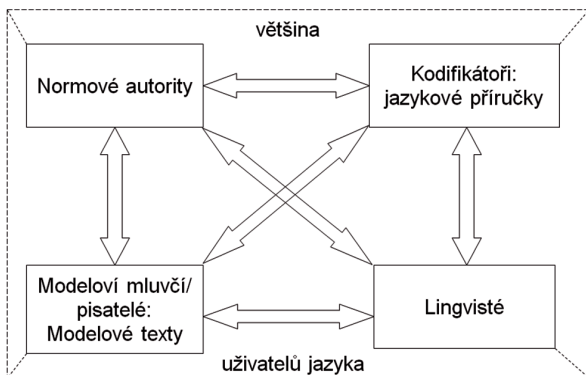 většina
Normové autority
Kodifikátoři:
jazykové příručky
Modeloví mluvčí/
pisatelé:
Modelové texty
Lingvisté
uživatelů jazyka